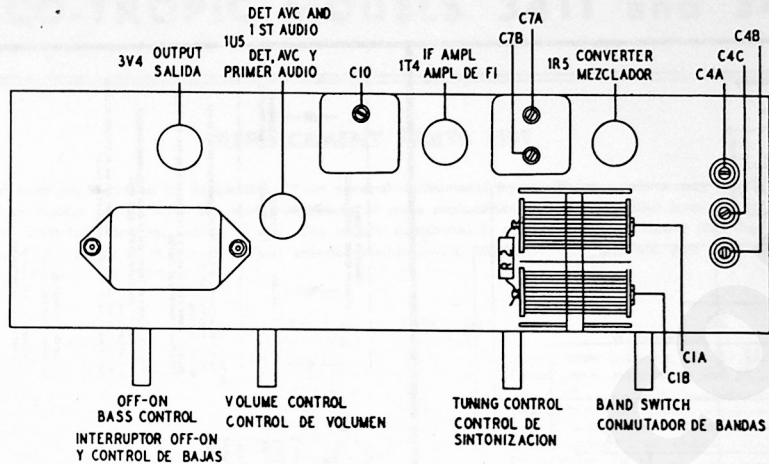 DET AVC AND
1 ST AUDIO
1U5
DET, AVC Y
PRIMER AUDIO
3V4 OUTPUT
SALIDA
C10
IF AMPL
1T4 AMPL DE FI
C7A
C7B
1R5 CONVERTER
MEZCLADOR
C4B
C4C
C4A
R2
C1A
C1B
OFF-ON
BASS CONTROL
INTERRUPTOR OFF-ON
Y CONTROL DE BAJAS
VOLUME CONTROL
CONTROL DE VOLUMEN
TUNING CONTROL
CONTROL DE
SINTONIZACION
BAND SWITCH
CONMUTADOR DE BANDAS